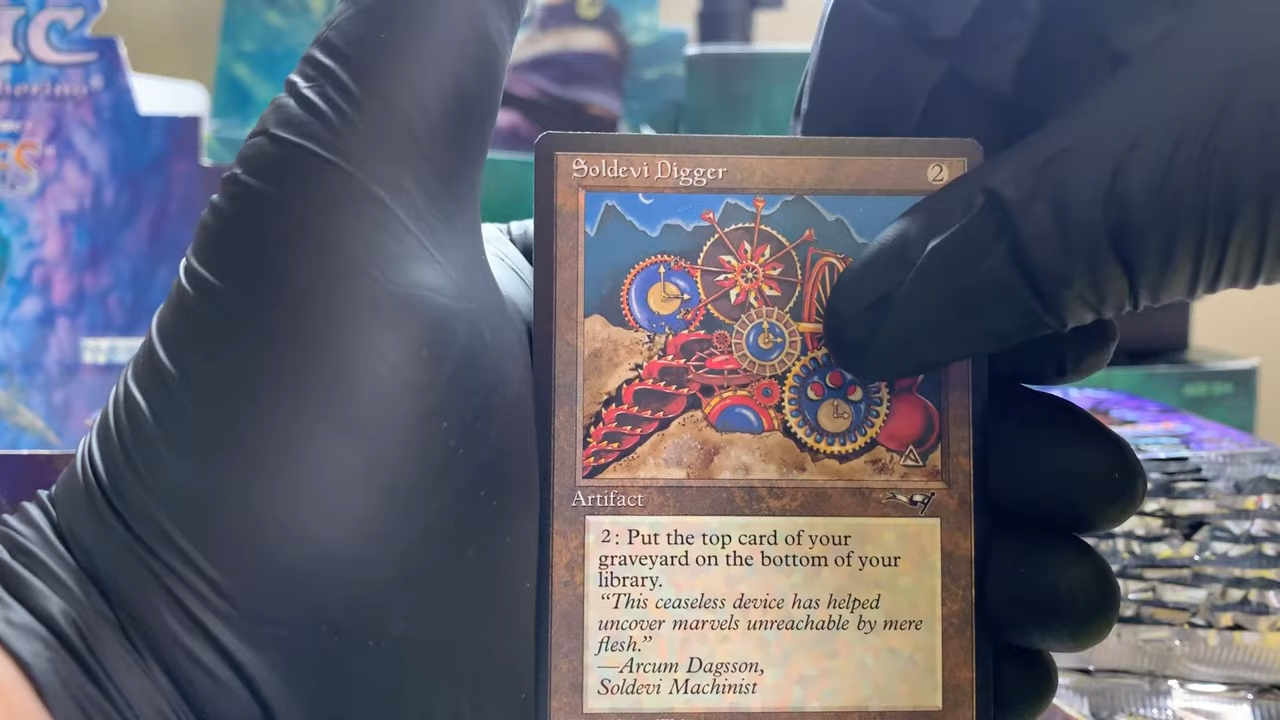 Soldevi Digger 2
Artifact
2: Put the top card of your
graveyard on the bottom of your
library.
“This ceaseless device has helped
uncover marvels unreachable by mere
flesh.”
—Arcum Dagsson,
Soldevi Machinist